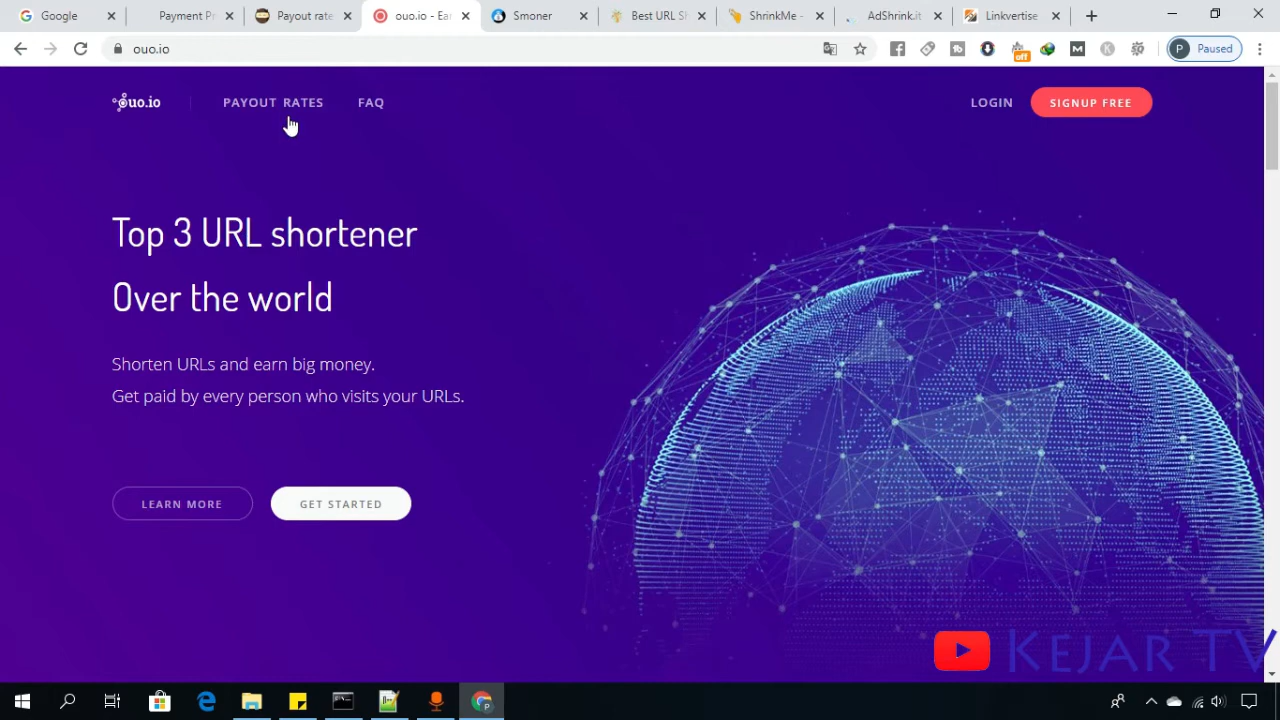 Google
Payment Pr
Payout rate
ouo.io - Ear
Smoner
Best URL Sh
ShrinkMe -
AdShrink.it
Linkvertise
ouo.io
off
P Paused
ouo.io
PAYOUT RATES
FAQ
LOGIN
SIGNUP FREE
Top 3 URL shortener
Over the world
Shorten URLs and earn big money.
Get paid by every person who visits your URLs.
LEARN MORE
GET STARTED
KEJAR TV